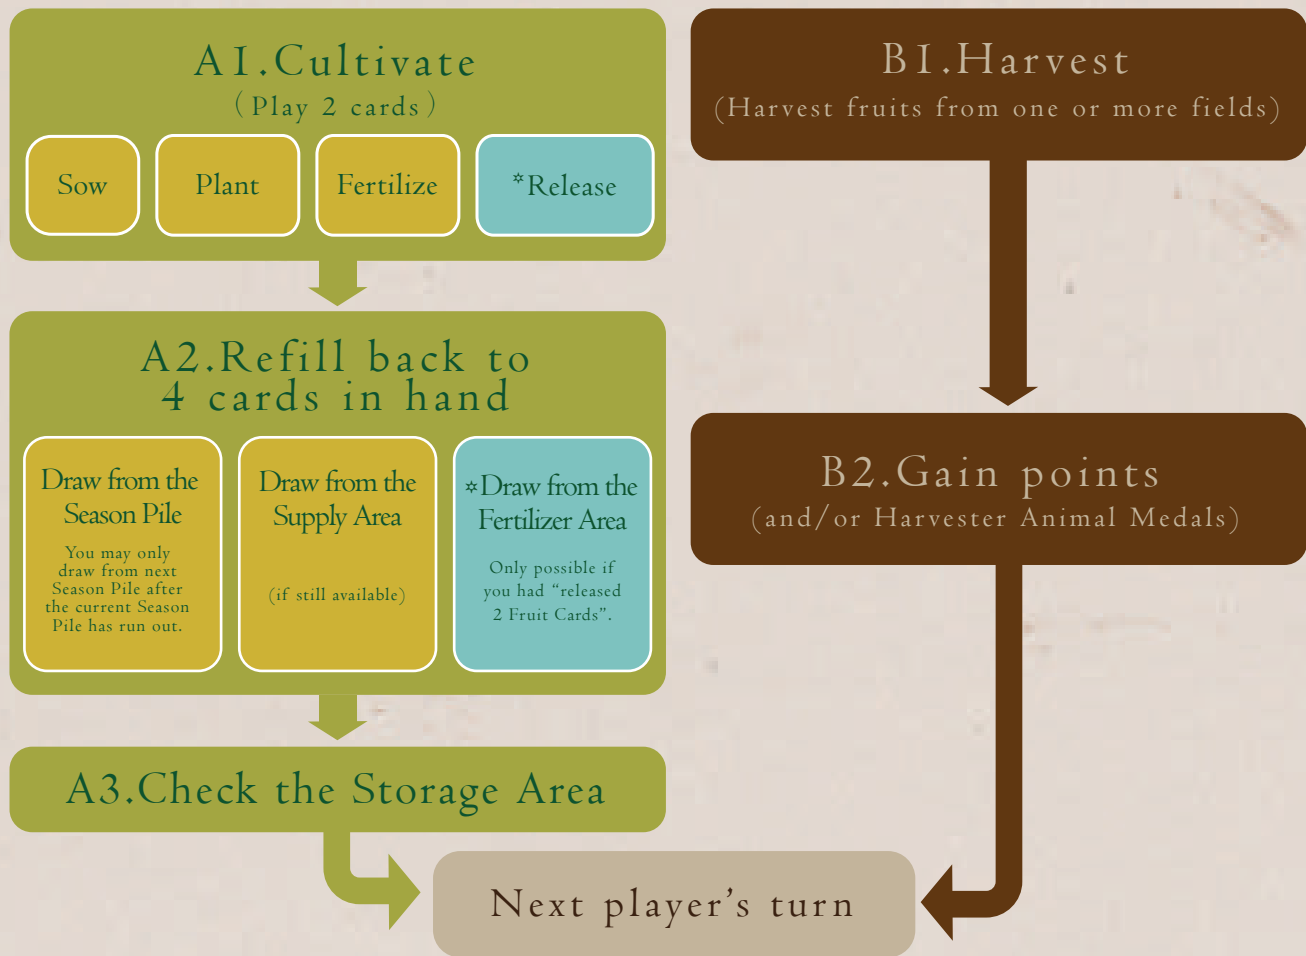 A1.Cultivate
(Play 2 cards)
Sow
Plant
Fertilize
*Release
A2.Refill back to
4 cards in hand
Draw from the
Season Pile
You may only
draw from next
Season Pile after
the current Season
Pile has run out.
Draw from the
Supply Area
(if still available)
*Draw from the
Fertilizer Area
Only possible if
you had “released
2 Fruit Cards”.
A3.Check the Storage Area
B1.Harvest
(Harvest fruits from one or more fields)
B2.Gain points
(and/or Harvester Animal Medals)
Next player’s turn